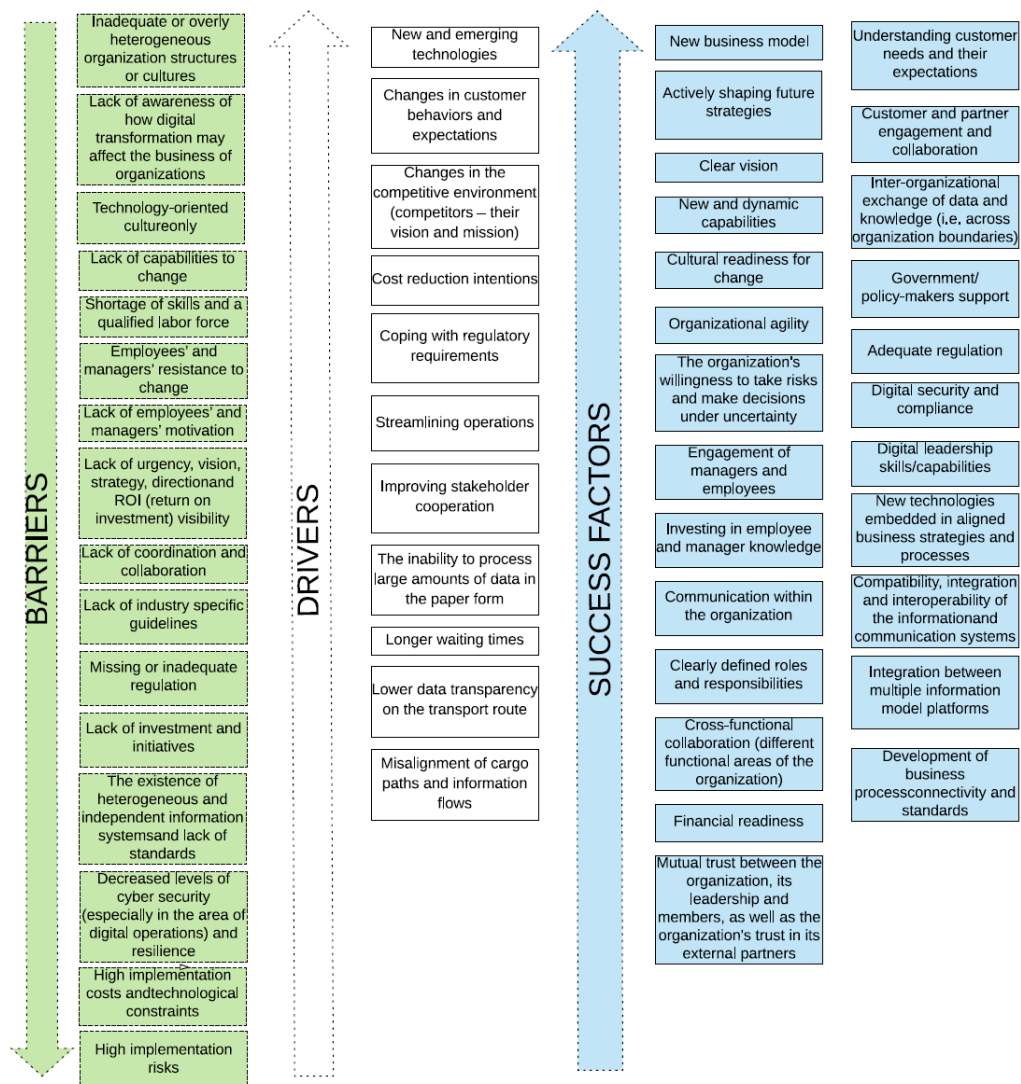 BARRIERS
Inadequate or overly
heterogeneous
organization structures
or cultures
Lack of awareness of
how digital
transformation may
affect the business of
organizations
Technology-oriented
cultureonly
Lack of capabilities to
change
Shortage of skills and a
qualified labor force
Employees' and
managers' resistance to
change
Lack of employees' and
managers' motivation
Lack of urgency, vision,
strategy, directionand
ROI (return on
investment) visibility
Lack of coordination and
collaboration
Lack of industry specific
guidelines
Missing or inadequate
regulation
Lack of investment and
initiatives
The existence of
heterogeneous and
independent information
systemsand lack of
standards
Decreased levels of
cyber security
(especially in the area of
digital operations) and
resilience
High implementation
costs andtechnological
constraints
High implementation
risks
DRIVERS
New and emerging
technologies
Changes in customer
behaviors and
expectations
Changes in the
competitive environment
(competitors – their
vision and mission)
Cost reduction intentions
Coping with regulatory
requirements
Streamlining operations
Improving stakeholder
cooperation
The inability to process
large amounts of data in
the paper form
Longer waiting times
Lower data transparency
on the transport route
Misalignment of cargo
paths and information
flows
SUCCESS FACTORS
New business model
Actively shaping future
strategies
Clear vision
New and dynamic
capabilities
Cultural readiness for
change
Organizational agility
The organization's
willingness to take risks
and make decisions
under uncertainty
Engagement of
managers and
employees
Investing in employee
and manager knowledge
Communication within
the organization
Clearly defined roles
and responsibilities
Cross-functional
collaboration (different
functional areas of the
organization)
Financial readiness
Mutual trust between the
organization, its
leadership and
members, as well as the
organization's trust in its
external partners
Understanding customer
needs and their
expectations
Customer and partner
engagement and
collaboration
Inter-organizational
exchange of data and
knowledge (i.e. across
organization boundaries)
Government/
policy-makers support
Adequate regulation
Digital security and
compliance
Digital leadership
skills/capabilities
New technologies
embedded in aligned
business strategies and
processes
Compatibility, integration
and interoperability of
the informationand
communication systems
Integration between
multiple information
model platforms
Development of
business
processconnectivity and
standards